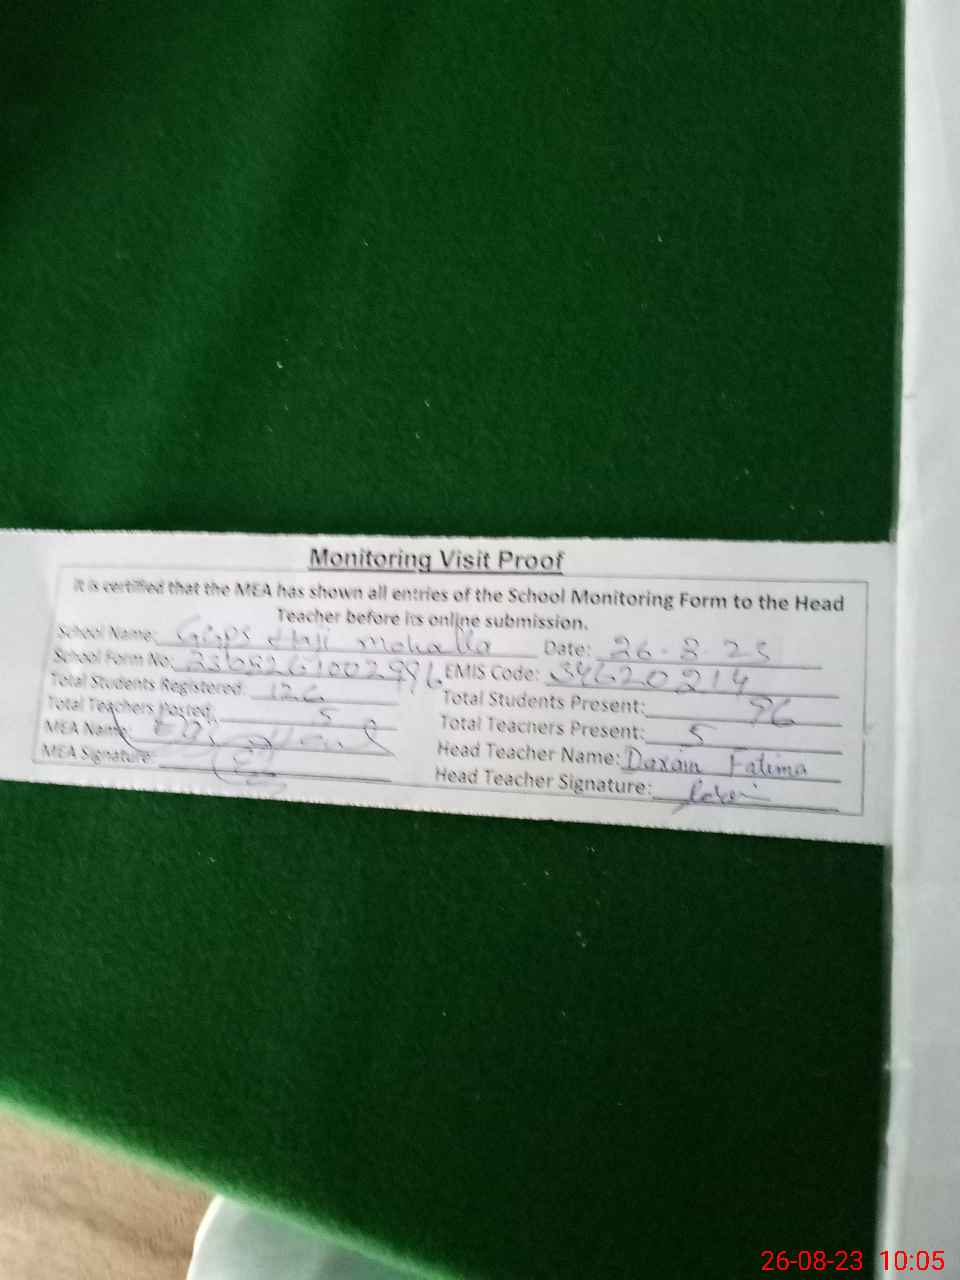 Monitoring Visit Proof
It is certified that the MEA has shown all entries of the School Monitoring Form to the Head
Teacher before its online submission.
School Name: GGPS Haji mohalla Date: 26.8.23
School Form No: EMIS Code: 34620214
Total Students Registered: 126 Total Students Present: 96
Total Teachers Posted: 5 Total Teachers Present: 5
MEA Name: Head Teacher Name: Fatima
MEA Signature: Head Teacher Signature:
26-08-23 10:05